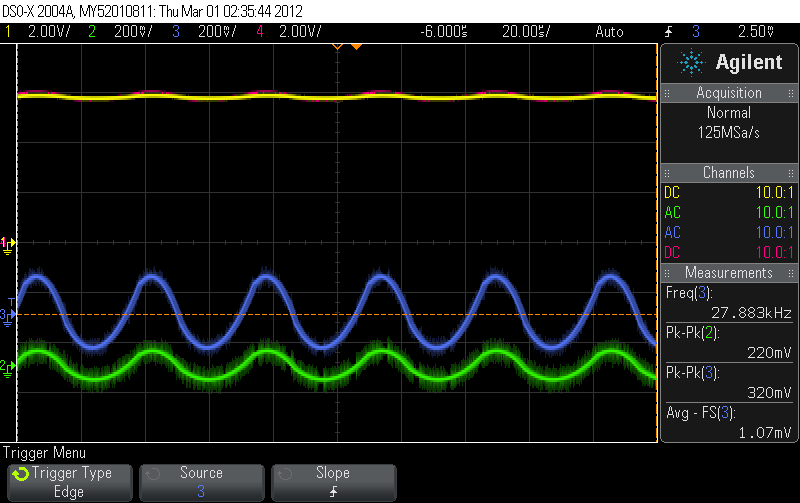 DSO-X 2004A, MY52010811: Thu Mar 01 02:35:44 2012
1 2.00V/ 2 200V/ 3 200V/ 4 2.00V/ -6.000s 20.00s/ Auto 3 2.50V
Agilent
Acquisition
Normal
125MSa/s
Channels
DC 10.0:1
AC 10.0:1
AC 10.0:1
DC 10.0:1
Measurements
Freq(3):
27.883kHz
Pk-Pk(2):
220mV
Pk-Pk(3):
320mV
Avg - FS(3):
1.07mV
1
T
3
2
Trigger Menu
Trigger Type
Edge
Source
3
Slope